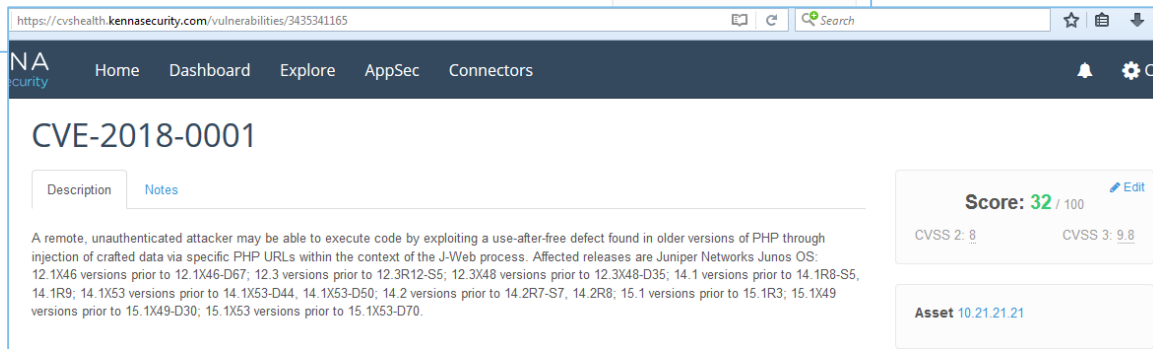 https://cvshealth.kennasecurity.com/vulnerabilities/3435341165 Search
NA
ecurity
Home Dashboard Explore AppSec Connectors
CVE-2018-0001
Description Notes
A remote, unauthenticated attacker may be able to execute code by exploiting a use-after-free defect found in older versions of PHP through
injection of crafted data via specific PHP URLs within the context of the J-Web process. Affected releases are Juniper Networks Junos OS:
12.1X46 versions prior to 12.1X46-D67; 12.3 versions prior to 12.3R12-S5; 12.3X48 versions prior to 12.3X48-D35; 14.1 versions prior to 14.1R8-S5,
14.1R9; 14.1X53 versions prior to 14.1X53-D44, 14.1X53-D50; 14.2 versions prior to 14.2R7-S7, 14.2R8; 15.1 versions prior to 15.1R3; 15.1X49
versions prior to 15.1X49-D30; 15.1X53 versions prior to 15.1X53-D70.
Edit
Score: 32 / 100
CVSS 2: 8 CVSS 3: 9.8
Asset 10.21.21.21